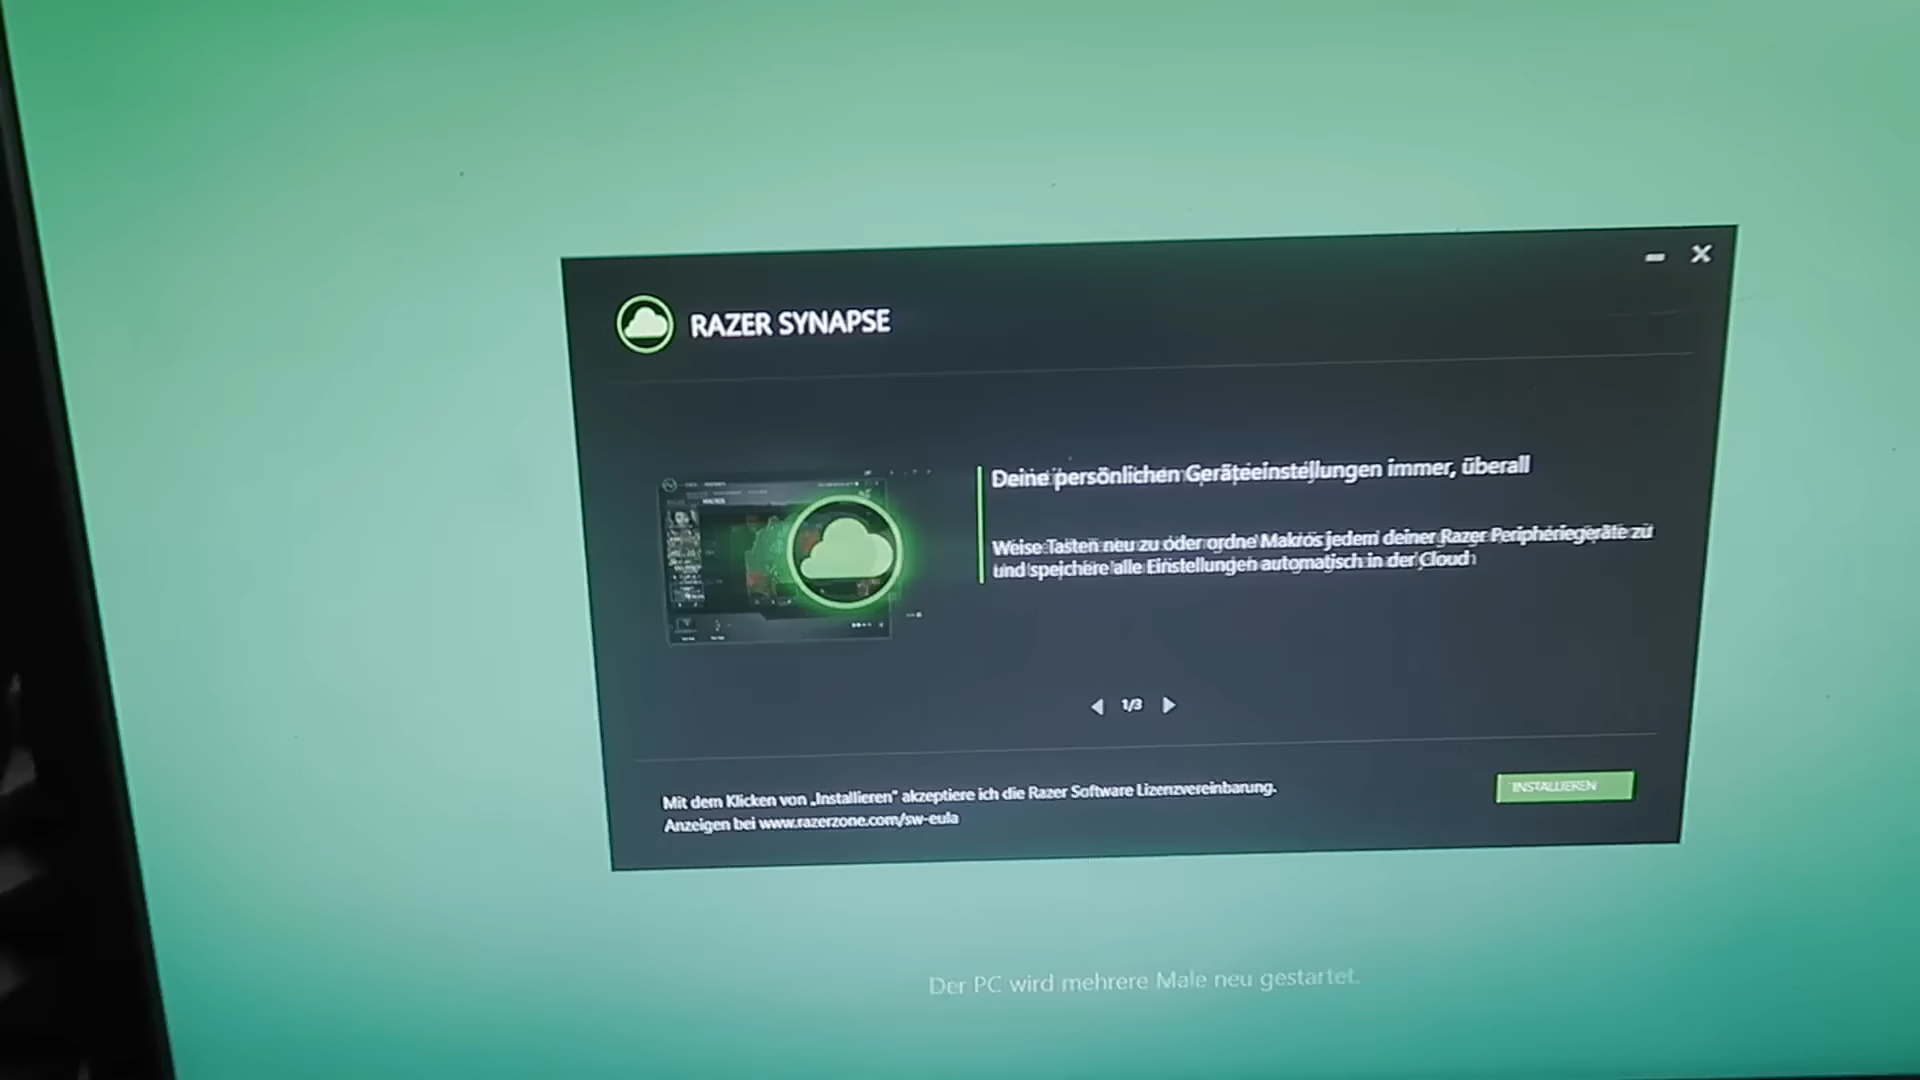 RAZER SYNAPSE
Deine persönlichen Geräteeinstellungen immer, überall
Weise Tasten neu zu oder ordne Makros jedem deiner Razer Peripheriegeräte zu
und speichere alle Einstellungen automatisch in der Cloud
1/3
Mit dem Klicken von „Installieren" akzeptiere ich die Razer Software Lizenzvereinbarung.
Anzeigen bei www.razerzone.com/sw-eula
INSTALLIEREN
Der PC wird mehrere Male neu gestartet.